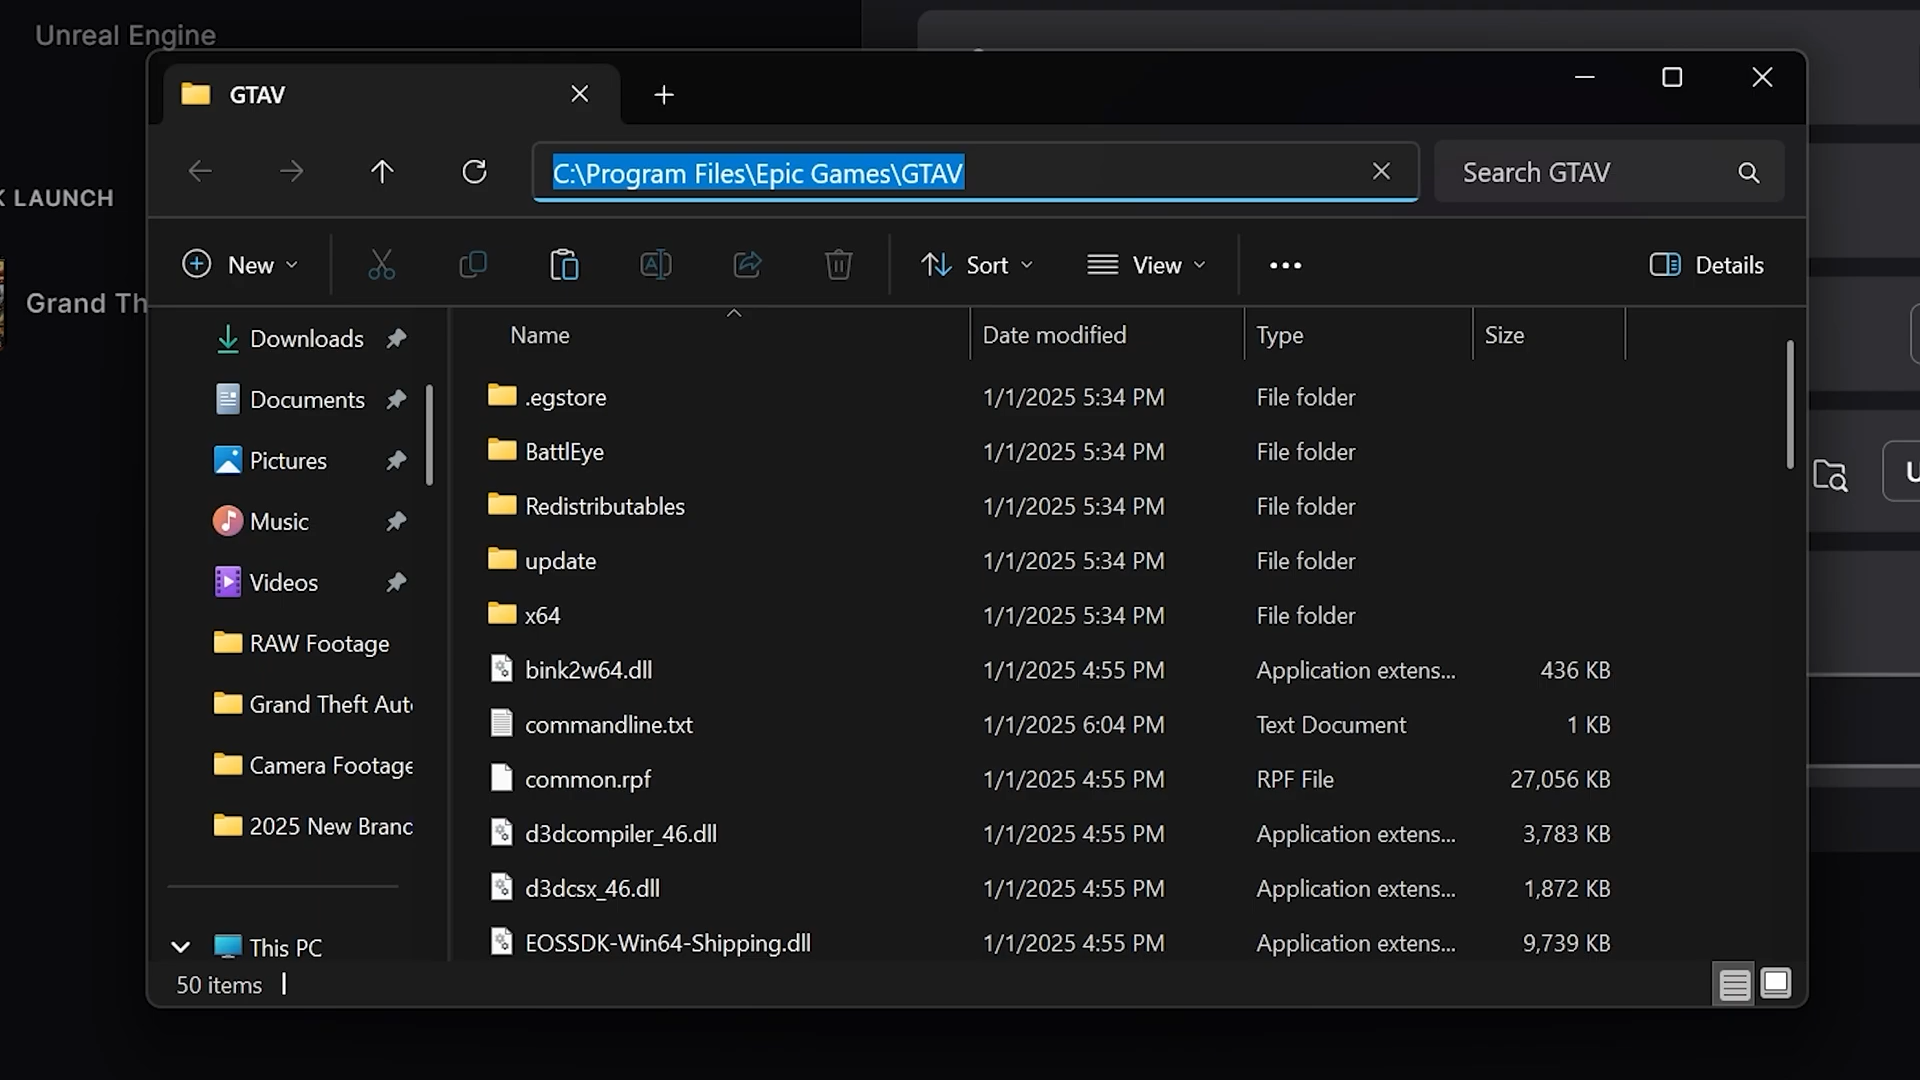 Unreal Engine
GTAV
C:\Program Files\Epic Games\GTAV
Search GTAV
K LAUNCH
New
Sort
View
Details
Grand Th
Downloads
Documents
Pictures
Music
Videos
RAW Footage
Grand Theft Aut
Camera Footage
2025 New Branc
This PC
Name Date modified Type Size
.egstore 1/1/2025 5:34 PM File folder
BattlEye 1/1/2025 5:34 PM File folder
Redistributables 1/1/2025 5:34 PM File folder
update 1/1/2025 5:34 PM File folder
x64 1/1/2025 5:34 PM File folder
bink2w64.dll 1/1/2025 4:55 PM Application extens... 436 KB
commandline.txt 1/1/2025 6:04 PM Text Document 1 KB
common.rpf 1/1/2025 4:55 PM RPF File 27,056 KB
d3dcompiler_46.dll 1/1/2025 4:55 PM Application extens... 3,783 KB
d3dcsx_46.dll 1/1/2025 4:55 PM Application extens... 1,872 KB
EOSSDK-Win64-Shipping.dll 1/1/2025 4:55 PM Application extens... 9,739 KB
50 items